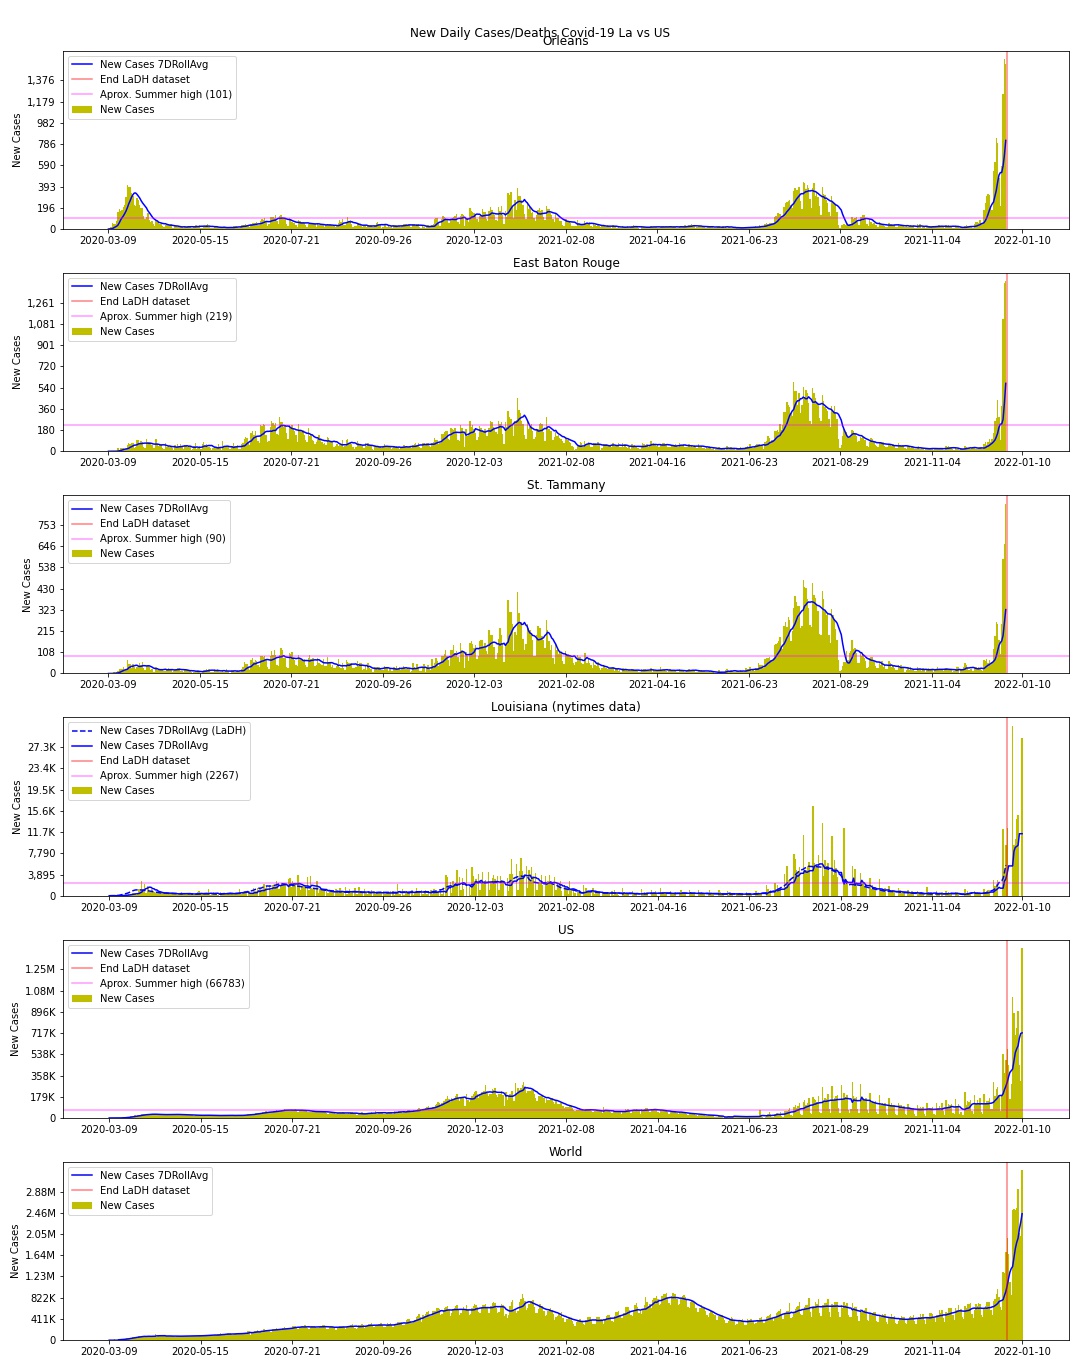 New Daily Cases/Deaths Covid-19 La vs US
Orleans
New Cases 7DRollAvg
End LaDH dataset
Aprox. Summer high (101)
New Cases
New Cases
1,376
1,179
982
786
590
393
196
0
2020-03-09 2020-05-15 2020-07-21 2020-09-26 2020-12-03 2021-02-08 2021-04-16 2021-06-23 2021-08-29 2021-11-04 2022-01-10
East Baton Rouge
New Cases 7DRollAvg
End LaDH dataset
Aprox. Summer high (219)
New Cases
New Cases
1,261
1,081
901
720
540
360
180
0
2020-03-09 2020-05-15 2020-07-21 2020-09-26 2020-12-03 2021-02-08 2021-04-16 2021-06-23 2021-08-29 2021-11-04 2022-01-10
St. Tammany
New Cases 7DRollAvg
End LaDH dataset
Aprox. Summer high (90)
New Cases
New Cases
753
646
538
430
323
215
108
0
2020-03-09 2020-05-15 2020-07-21 2020-09-26 2020-12-03 2021-02-08 2021-04-16 2021-06-23 2021-08-29 2021-11-04 2022-01-10
Louisiana (nytimes data)
New Cases 7DRollAvg (LaDH)
New Cases 7DRollAvg
End LaDH dataset
Aprox. Summer high (2267)
New Cases
New Cases
27.3K
23.4K
19.5K
15.6K
11.7K
7,790
3,895
0
2020-03-09 2020-05-15 2020-07-21 2020-09-26 2020-12-03 2021-02-08 2021-04-16 2021-06-23 2021-08-29 2021-11-04 2022-01-10
US
New Cases 7DRollAvg
End LaDH dataset
Aprox. Summer high (66783)
New Cases
New Cases
1.25M
1.08M
896K
717K
538K
358K
179K
0
2020-03-09 2020-05-15 2020-07-21 2020-09-26 2020-12-03 2021-02-08 2021-04-16 2021-06-23 2021-08-29 2021-11-04 2022-01-10
World
New Cases 7DRollAvg
End LaDH dataset
New Cases
New Cases
2.88M
2.46M
2.05M
1.64M
1.23M
822K
411K
0
2020-03-09 2020-05-15 2020-07-21 2020-09-26 2020-12-03 2021-02-08 2021-04-16 2021-06-23 2021-08-29 2021-11-04 2022-01-10